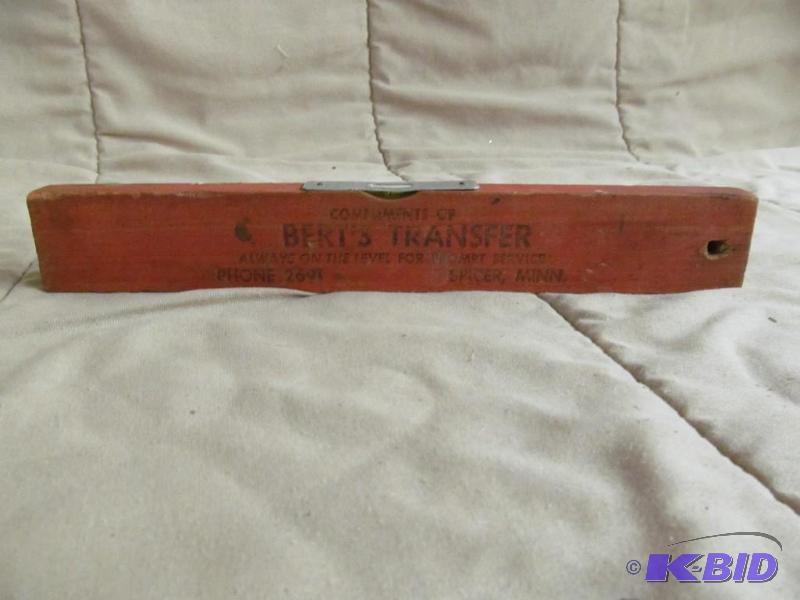 COMPLIMENTS OF
BERT'S TRANSFER
ALWAYS ON THE LEVEL FOR PROMPT SERVICE
PHONE 2691 SPICER, MINN.
© K-BID